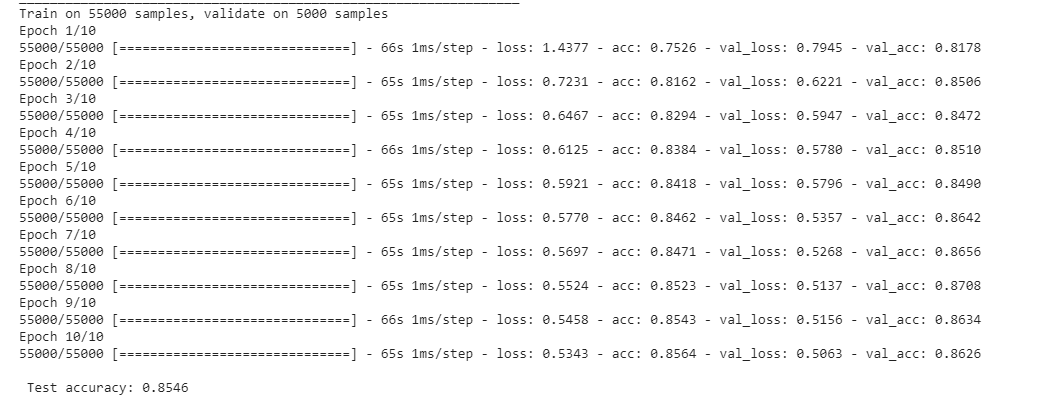 Train on 55000 samples, validate on 5000 samples
Epoch 1/10
55000/55000 [==============================] - 66s 1ms/step - loss: 1.4377 - acc: 0.7526 - val_loss: 0.7945 - val_acc: 0.8178
Epoch 2/10
55000/55000 [==============================] - 65s 1ms/step - loss: 0.7231 - acc: 0.8162 - val_loss: 0.6221 - val_acc: 0.8506
Epoch 3/10
55000/55000 [==============================] - 65s 1ms/step - loss: 0.6467 - acc: 0.8294 - val_loss: 0.5947 - val_acc: 0.8472
Epoch 4/10
55000/55000 [==============================] - 66s 1ms/step - loss: 0.6125 - acc: 0.8384 - val_loss: 0.5780 - val_acc: 0.8510
Epoch 5/10
55000/55000 [==============================] - 65s 1ms/step - loss: 0.5921 - acc: 0.8418 - val_loss: 0.5796 - val_acc: 0.8490
Epoch 6/10
55000/55000 [==============================] - 65s 1ms/step - loss: 0.5770 - acc: 0.8462 - val_loss: 0.5357 - val_acc: 0.8642
Epoch 7/10
55000/55000 [==============================] - 65s 1ms/step - loss: 0.5697 - acc: 0.8471 - val_loss: 0.5268 - val_acc: 0.8656
Epoch 8/10
55000/55000 [==============================] - 65s 1ms/step - loss: 0.5524 - acc: 0.8523 - val_loss: 0.5137 - val_acc: 0.8708
Epoch 9/10
55000/55000 [==============================] - 66s 1ms/step - loss: 0.5458 - acc: 0.8543 - val_loss: 0.5156 - val_acc: 0.8634
Epoch 10/10
55000/55000 [==============================] - 65s 1ms/step - loss: 0.5343 - acc: 0.8564 - val_loss: 0.5063 - val_acc: 0.8626
Test accuracy: 0.8546